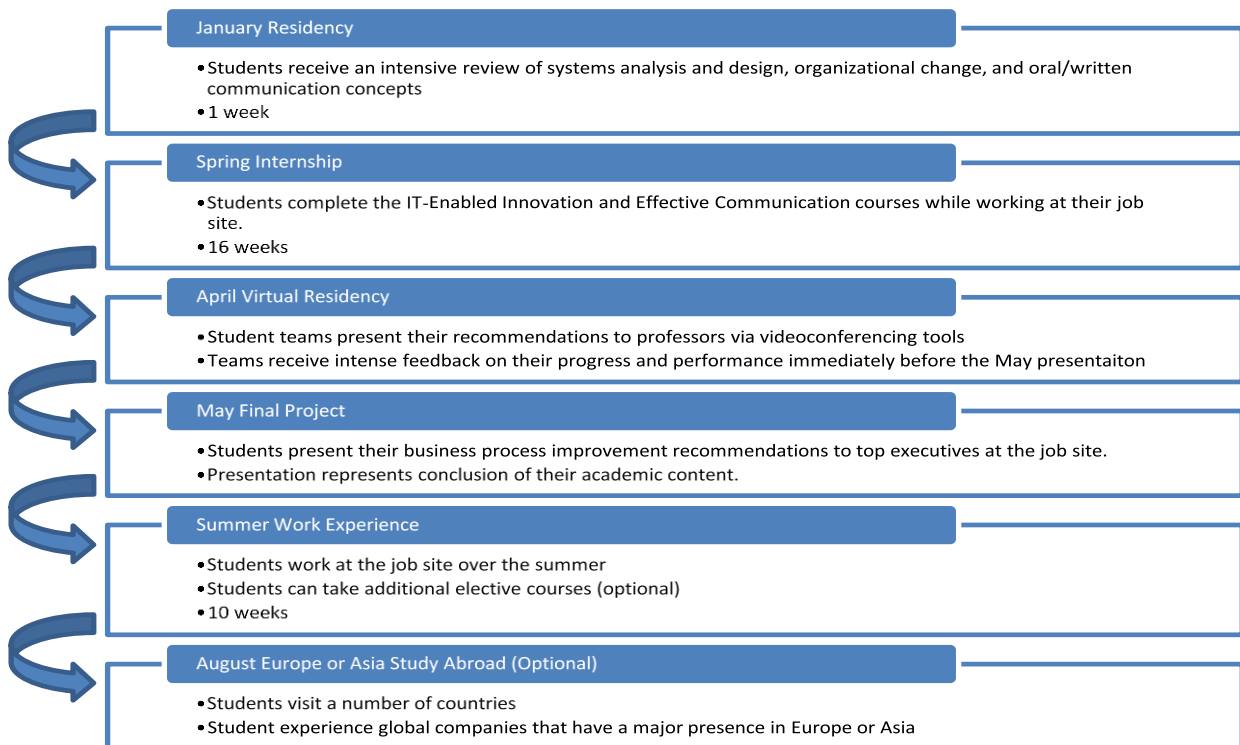 January Residency
•Students receive an intensive review of systems analysis and design, organizational change, and oral/written
communication concepts
•1 week
Spring Internship
•Students complete the IT-Enabled Innovation and Effective Communication courses while working at their job
site.
•16 weeks
April Virtual Residency
•Student teams present their recommendations to professors via videoconferencing tools
•Teams receive intense feedback on their progress and performance immediately before the May presentaiton
May Final Project
•Students present their business process improvement recommendations to top executives at the job site.
•Presentation represents conclusion of their academic content.
Summer Work Experience
•Students work at the job site over the summer
•Students can take additional elective courses (optional)
•10 weeks
August Europe or Asia Study Abroad (Optional)
•Students visit a number of countries
•Student experience global companies that have a major presence in Europe or Asia